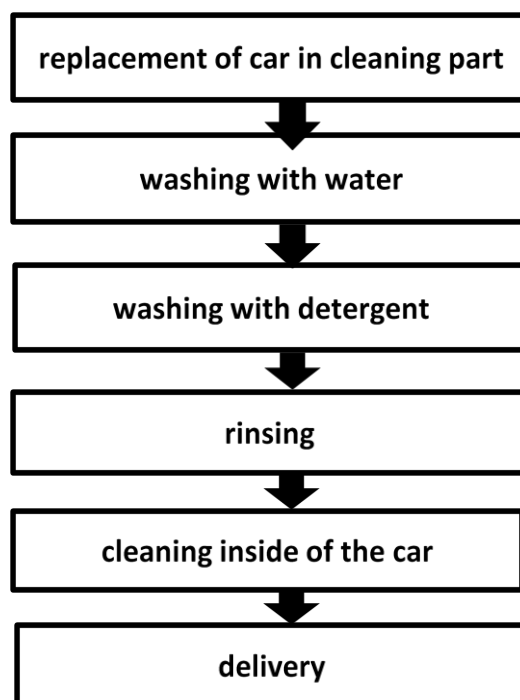 replacement of car in cleaning part
washing with water
washing with detergent
rinsing
cleaning inside of the car
delivery